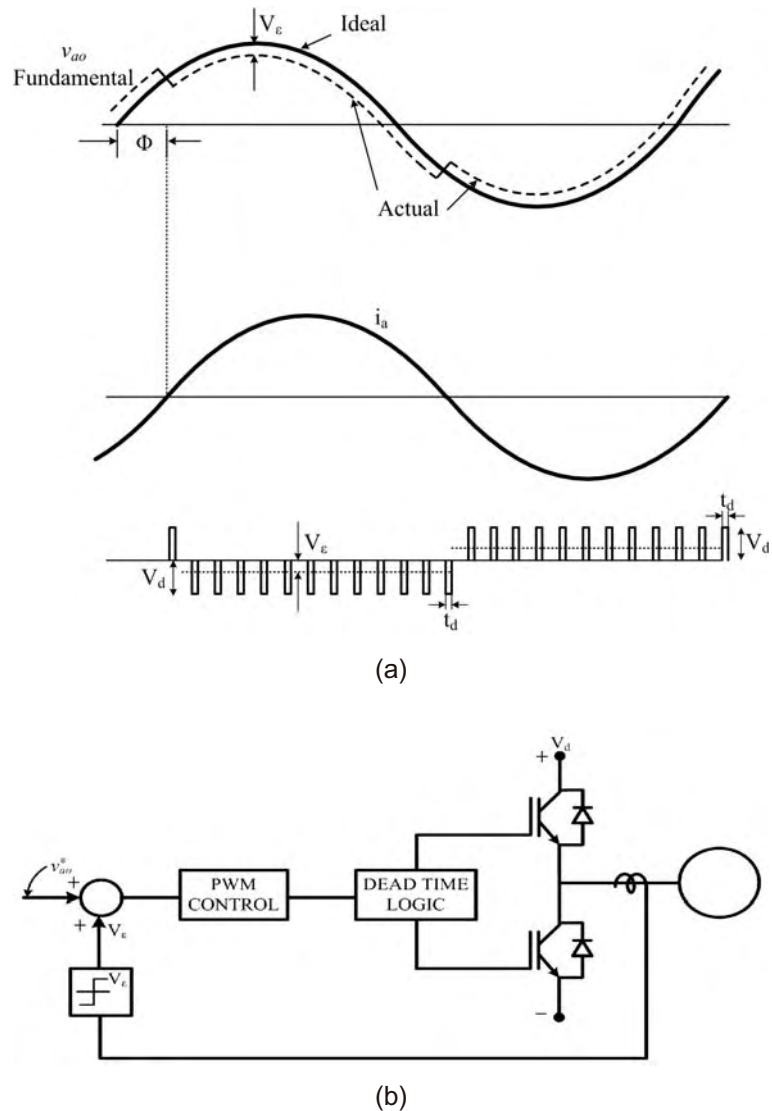 Vε
Ideal
vao
Fundamental
Φ
Actual
ia
td
Vε
Vd
Vd
td
(a)
+ Vd
v*ao
+
PWM
CONTROL
DEAD TIME
LOGIC
+
Vε
Vε
−
(b)